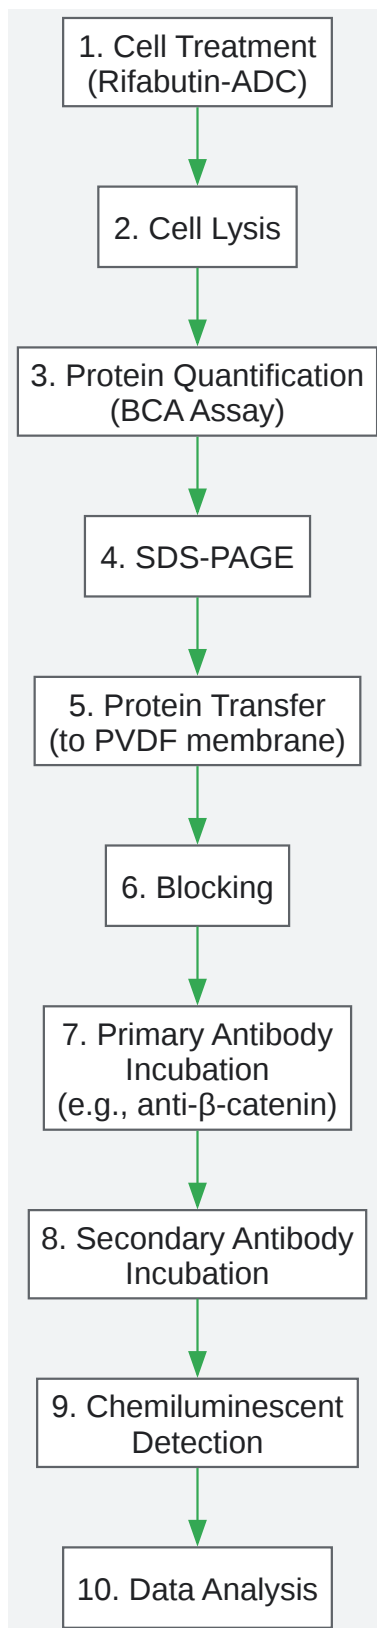 1. Cell Treatment
(Rifabutin-ADC)
2. Cell Lysis
3. Protein Quantification
(BCA Assay)
4. SDS-PAGE
5. Protein Transfer
(to PVDF membrane)
6. Blocking
7. Primary Antibody
Incubation
(e.g., anti-β-catenin)
8. Secondary Antibody
Incubation
9. Chemiluminescent
Detection
10. Data Analysis